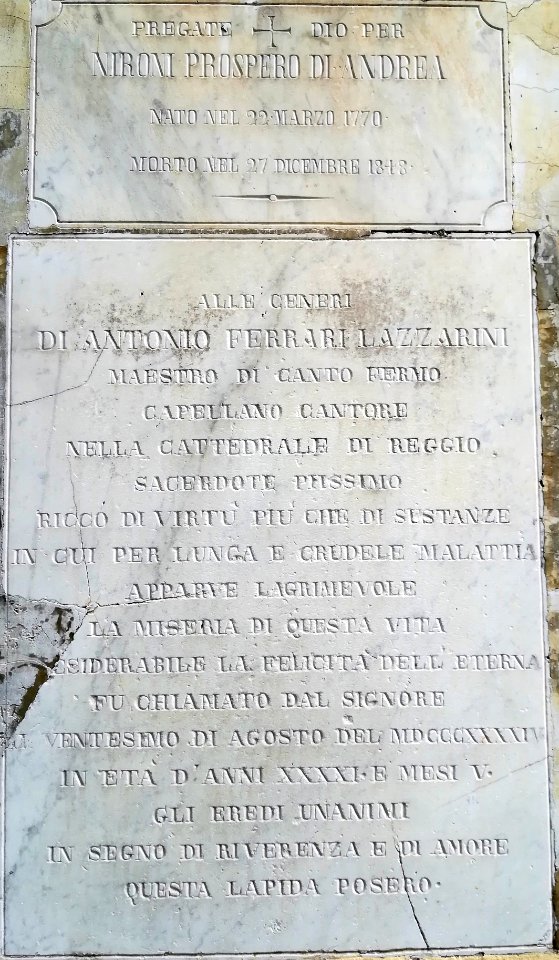 PREGATE DIO PER
NIRONI PROSPERO DI ANDREA
NATO NEL 22 MARZO 1770
MORTO NEL 27 DICEMBRE 1848.
ALLE CENERI
DI ANTONIO FERRARI LAZZARINI
MAESTRO DI CANTO FERMO
CAPELLANO CANTORE
NELLA CATTEDRALE DI REGGIO
SACERDOTE PIISSIMO
RICCO DI VIRTÙ PIÙ CHE DI SUSTANZE
IN CUI PER LUNGA E CRUDELE MALATTIA
APPARVE LAGRIMEVOLE
LA MISERIA DI QUESTA VITA
ESIDERABILE LA FELICITÀ DELL' ETERNA
FU CHIAMATO DAL SIGNORE
VENTESIMO DI AGOSTO DEL MDCCCXXXXIV
IN ETÀ D'ANNI XXXXI E MESI V.
GLI EREDI UNANIMI
IN SEGNO DI RIVERENZA E DI AMORE
QUESTA LAPIDA POSERO.